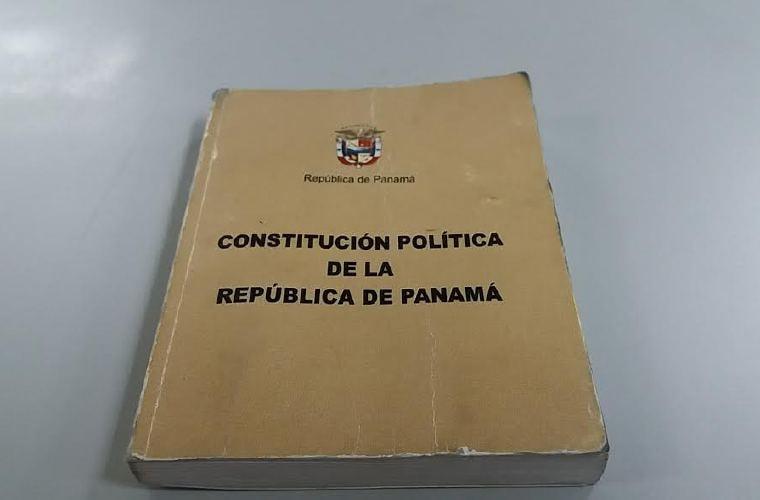 República de Panamá
CONSTITUCIÓN POLÍTICA
DE LA
REPÚBLICA DE PANAMÁ